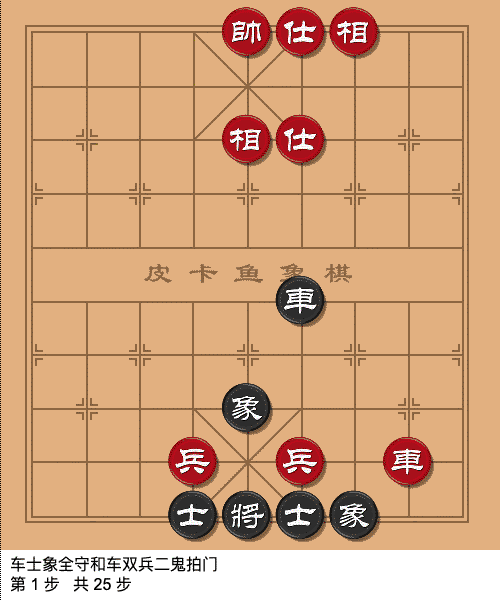 帥仕相
相仕
皮卡鱼象棋
車
象
兵兵車
士將士象
车士象全守和车双兵二鬼拍门
第 1 步 共 25 步